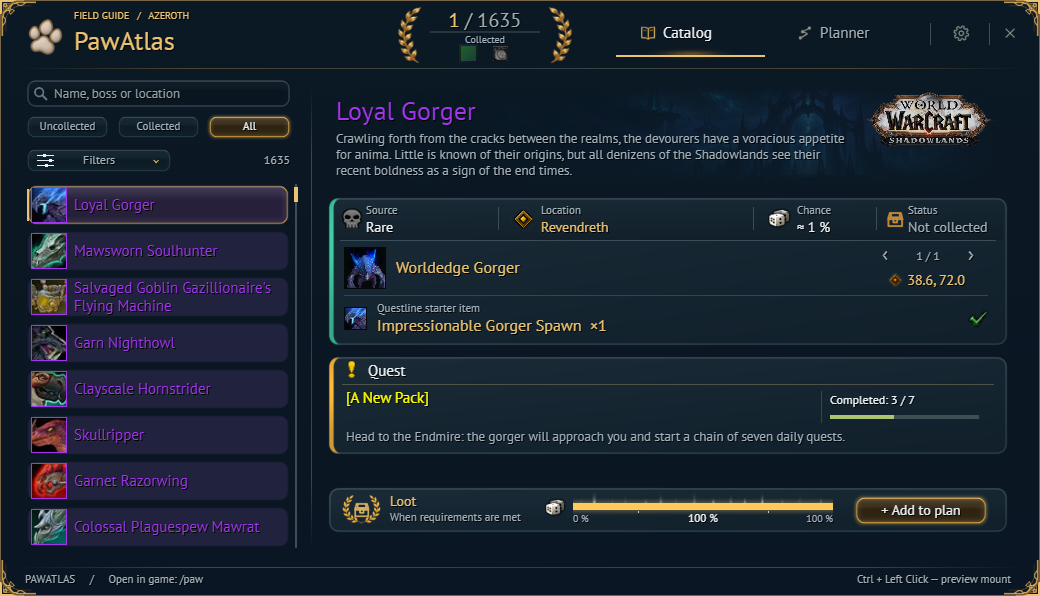 FIELD GUIDE / AZEROTH
PawAtlas
1 / 1635
Collected
Catalog
Planner
Name, boss or location
Uncollected
Collected
All
Filters
1635
Loyal Gorger
Mawsworn Soulhunter
Salvaged Goblin Gazillionaire's
Flying Machine
Garn Nighthowl
Clayscale Hornstrider
Skullripper
Garnet Razorwing
Colossal Plaguespew Mawrat
Loyal Gorger
Crawling forth from the cracks between the realms, the devourers have a voracious appetite
for anima. Little is known of their origins, but all denizens of the Shadowlands see their
recent boldness as a sign of the end times.
WORLD
OF
WARCRAFT
SHADOWLANDS
Source
Rare
Location
Revendreth
Chance
≈ 1 %
Status
Not collected
Worldedge Gorger
1 / 1
38.6, 72.0
Questline starter item
Impressionable Gorger Spawn ×1
Quest
[A New Pack]
Completed: 3 / 7
Head to the Endmire: the gorger will approach you and start a chain of seven daily quests.
Loot
When requirements are met
0 %
100 %
100 %
+ Add to plan
PAWATLAS / Open in game: /paw
Ctrl + Left Click — preview mount